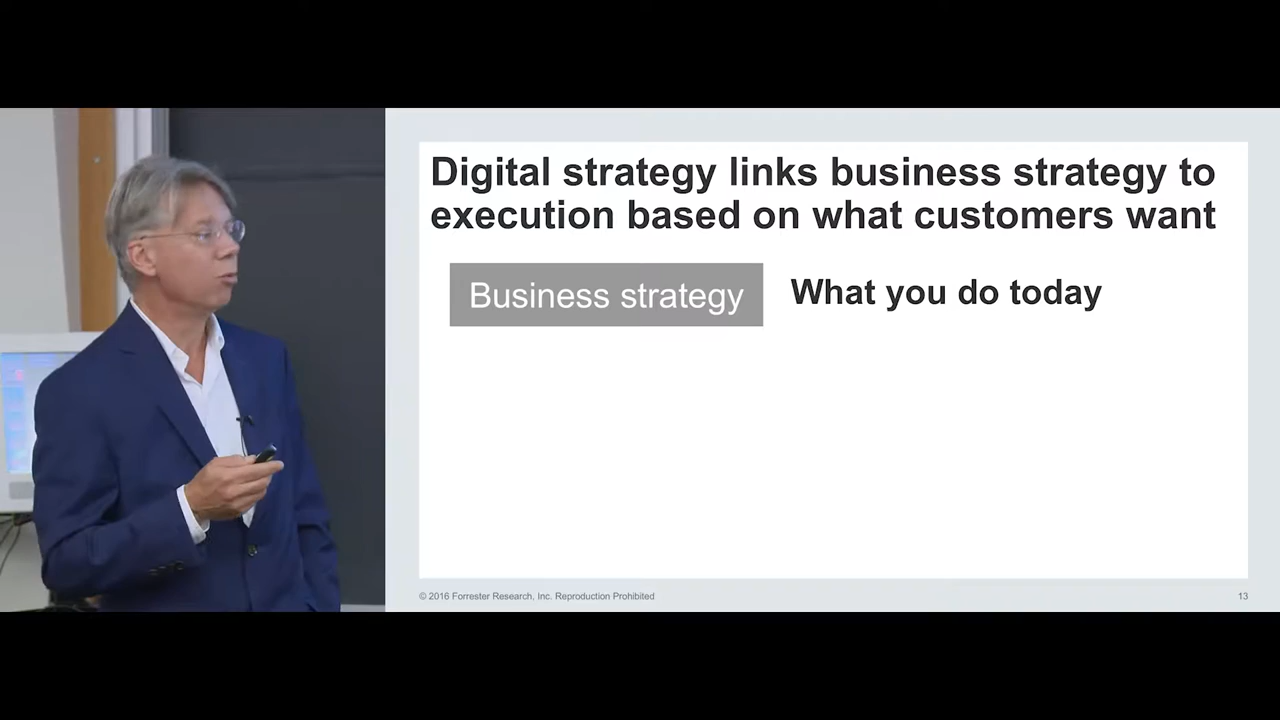 Digital strategy links business strategy to
execution based on what customers want
Business strategy
What you do today
© 2016 Forrester Research, Inc. Reproduction Prohibited
13